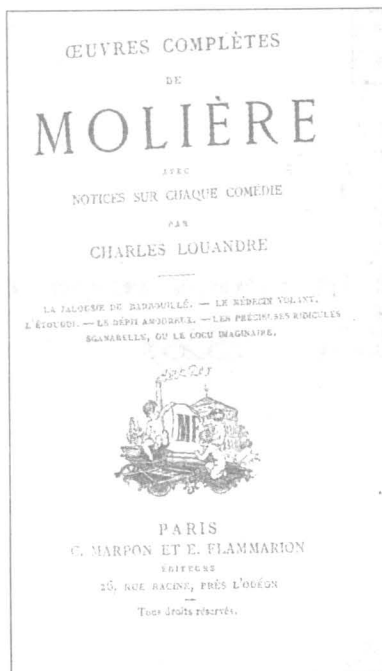 ŒUVRES COMPLÈTES
DE
MOLIÈRE
AVEC
NOTICES SUR CHAQUE COMÉDIE
PAR
CHARLES LOUANDRE
LA JALOUSIE DU BARBOUILLÉ. — LE MÉDECIN VOLANT.
L'ÉTOURDI. — LE DÉPIT AMOUREUX. — LES PRÉCIEUSES RIDICULES
SGANARELLE, OU LE COCU IMAGINAIRE.
PARIS
C. MARPON ET E. FLAMMARION
ÉDITEURS
26, RUE RACINE, PRÈS L'ODÉON
Tous droits réservés.